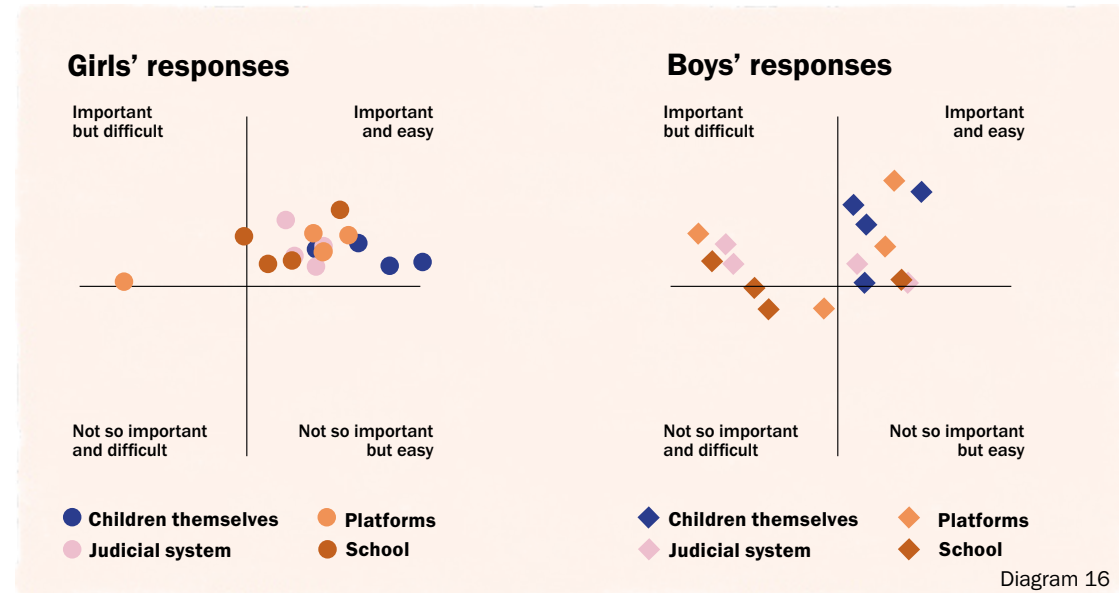 Girls’ responses
Important
but difficult
Important
and easy
Not so important
and difficult
Not so important
but easy
Children themselves
Platforms
Judicial system
School
Boys’ responses
Important
but difficult
Important
and easy
Not so important
and difficult
Not so important
but easy
Children themselves
Platforms
Judicial system
School
Diagram 16